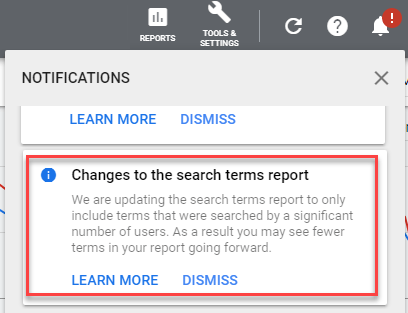 REPORTS
TOOLS &
SETTINGS
NOTIFICATIONS
LEARN MORE DISMISS
Changes to the search terms report
We are updating the search terms report to only
include terms that were searched by a significant
number of users. As a result you may see fewer
terms in your report going forward.
LEARN MORE DISMISS